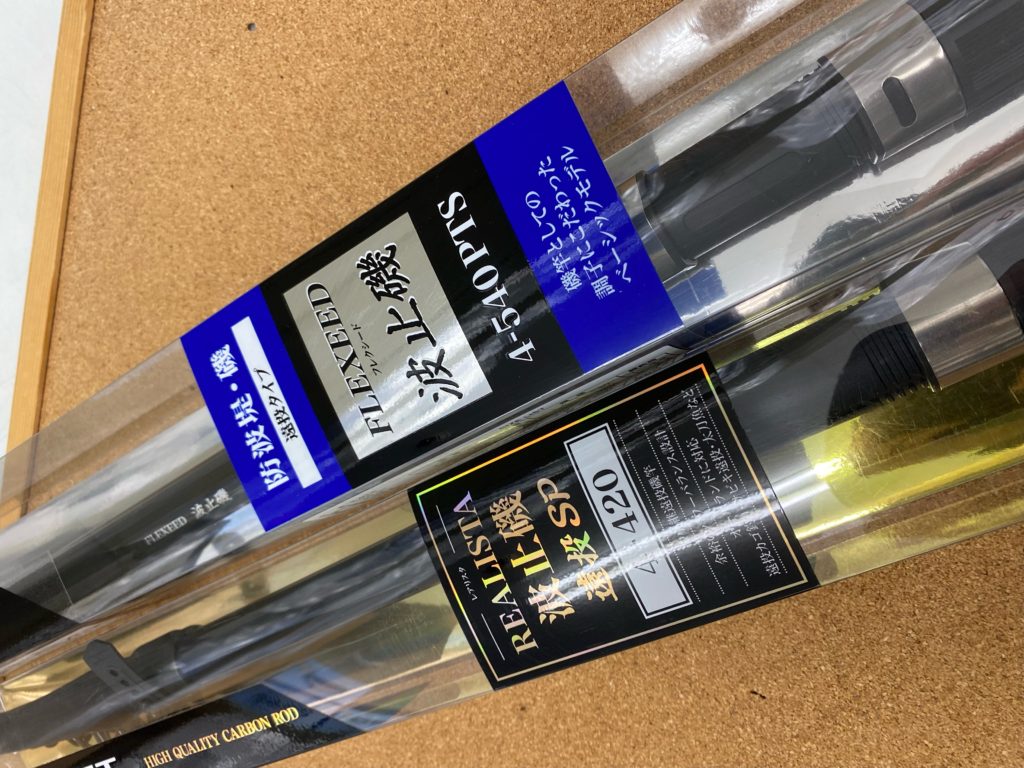 防波堤・磯
遠投タイプ
FLEXEED
フレクシード
波止磯
4-540PTS
磯竿としての
調子にこだわった
ベーシックモデル
FLEXEED 波止磯
REALISTA
レアリスタ
波止磯
遠投SP
420
HIGH QUALITY CARBON ROD